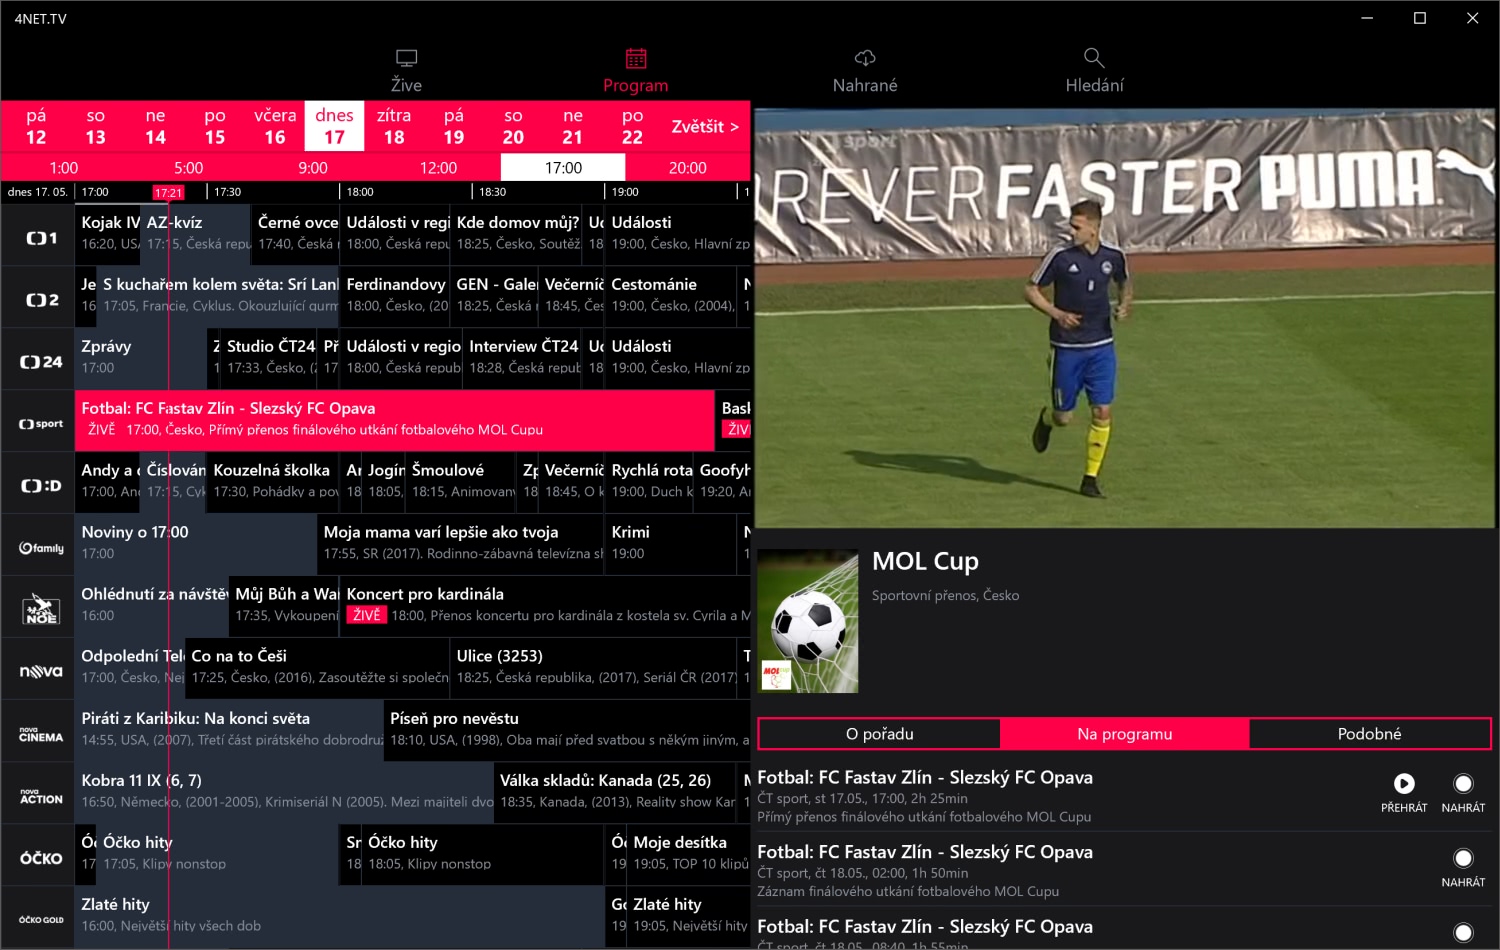 4NET.TV
Žive
Program
Nahrané
Hledání
pá so ne po včera dnes zítra pá so ne po
12 13 14 15 16 17 18 19 20 21 22
Zvětšit >
1:00 5:00 9:00 12:00 17:00 20:00
dnes 17. 05. 17:00 17:21 17:30 18:00 18:30 19:00 1
1 Kojak IV AZ-kvíz Černé ovce Události v regi Kde domov můj? Ud Události
16:20, USA 17:15, Česká repu 17:40, Česká r 18:00, Česká repu 18:25, Česko, Soutěž 18 19:00, Česko, Hlavní zp
2 Je S kuchařem kolem světa: Srí Lanl Ferdinandovy GEN - Gale Večernič Cestománie N
16 17:05, Francie, Cyklus. Okouzlující gurm 18:00, Česko, (20 18:25, Česká r 18:45, Čes 19:00, Česko, (2004), 1
24 Zprávy Z Studio ČT24 Př Události v regio Interview ČT24 Ud Události
17:00 1 17:33, Česko, (2 17 18:00, Česká repub 18:28, Česká repub 18 19:00, Česko, Hlavní zp
sport Fotbal: FC Fastav Zlín - Slezský FC Opava Bask
ŽIVĚ 17:00, Česko, Přímý přenos finálového utkání fotbalového MOL Cupu ŽIV
:D Andy a Číslován Kouzelná školka Ar Jogín Šmoulové Zp Večernič Rychlá rota Goofyh
17:00, And 17:15, Cyk 17:30, Pohádky a pov 18 18:05, 18:15, Animovaný 18 18:45, O k 19:00, Duch k 19:20, A
family Noviny o 17:00 Moja mama varí lepšie ako tvoja Krimi N
17:00 17:55, SR (2017). Rodinno-zábavná televízna sh 19:00 1
NOE Ohlédnutí za návštěv Můj Bůh a Wai Koncert pro kardinála
16:00 17:35, Vykoupení ŽIVĚ 18:00, Přenos koncertu pro kardinála z kostela sv. Cyrila a M
nova Odpolední Tel Co na to Češi Ulice (3253) T
17:00, Česko, Nej 17:25, Česko, (2016), Zasoutěžte si společn 18:25, Česká republika, (2017), Seriál ČR (2017) 1
nova CINEMA Piráti z Karibiku: Na konci světa Píseň pro nevěstu
14:55, USA, (2007), Třetí část pirátského dobrodruž 18:10, USA, (1998), Oba mají před svatbou s někým jiným, a
nova ACTION Kobra 11 IX (6, 7) Válka skladů: Kanada (25, 26) M
16:50, Německo, (2001-2005), Krimiseriál N (2005). Mezi majiteli dvo 18:35, Kanada, (2013), Reality show Kan 1
ÓČKO Óč Óčko hity Sn Óčko hity Óč Moje desítka
17 17:05, Klipy nonstop 18 18:05, Klipy nonstop 19 19:05, TOP 10 klipů
ÓČKO GOLD Zlaté hity Go Zlaté hity
16:00, Největší hity všech dob 19 19:05, Největší hity
sport
REVERFASTER PUMA
MOL Cup
Sportovní přenos, Česko
MOL
O pořadu
Na programu
Podobné
Fotbal: FC Fastav Zlín - Slezský FC Opava
ČT sport, st 17.05., 17:00, 2h 25min
Přímý přenos finálového utkání fotbalového MOL Cupu
PŘEHRÁT
NAHRÁT
Fotbal: FC Fastav Zlín - Slezský FC Opava
ČT sport, čt 18.05., 02:00, 1h 50min
Záznam finálového utkání fotbalového MOL Cupu
NAHRÁT
Fotbal: FC Fastav Zlín - Slezský FC Opava
ČT sport, čt 18.05., 08:40, 1h 55min